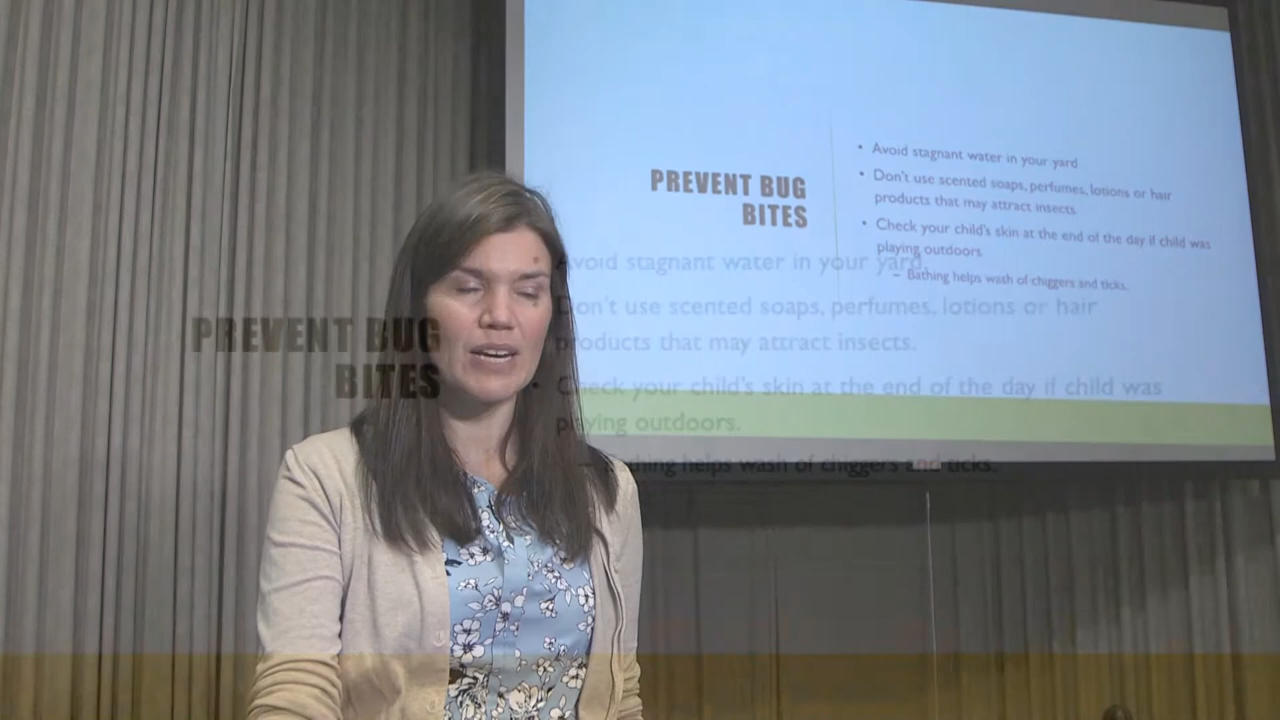 PREVENT BUG
BITES
• Avoid stagnant water in your yard
• Don't use scented soaps, perfumes, lotions or hair
products that may attract insects
• Check your child's skin at the end of the day if child was
playing outdoors
– Bathing helps wash of chiggers and ticks.
PREVENT BUG
BITES
Avoid stagnant water in your yard.
Don't use scented soaps, perfumes, lotions or hair
products that may attract insects.
• Check your child's skin at the end of the day if child was
playing outdoors.
– Bathing helps wash of chiggers and ticks.